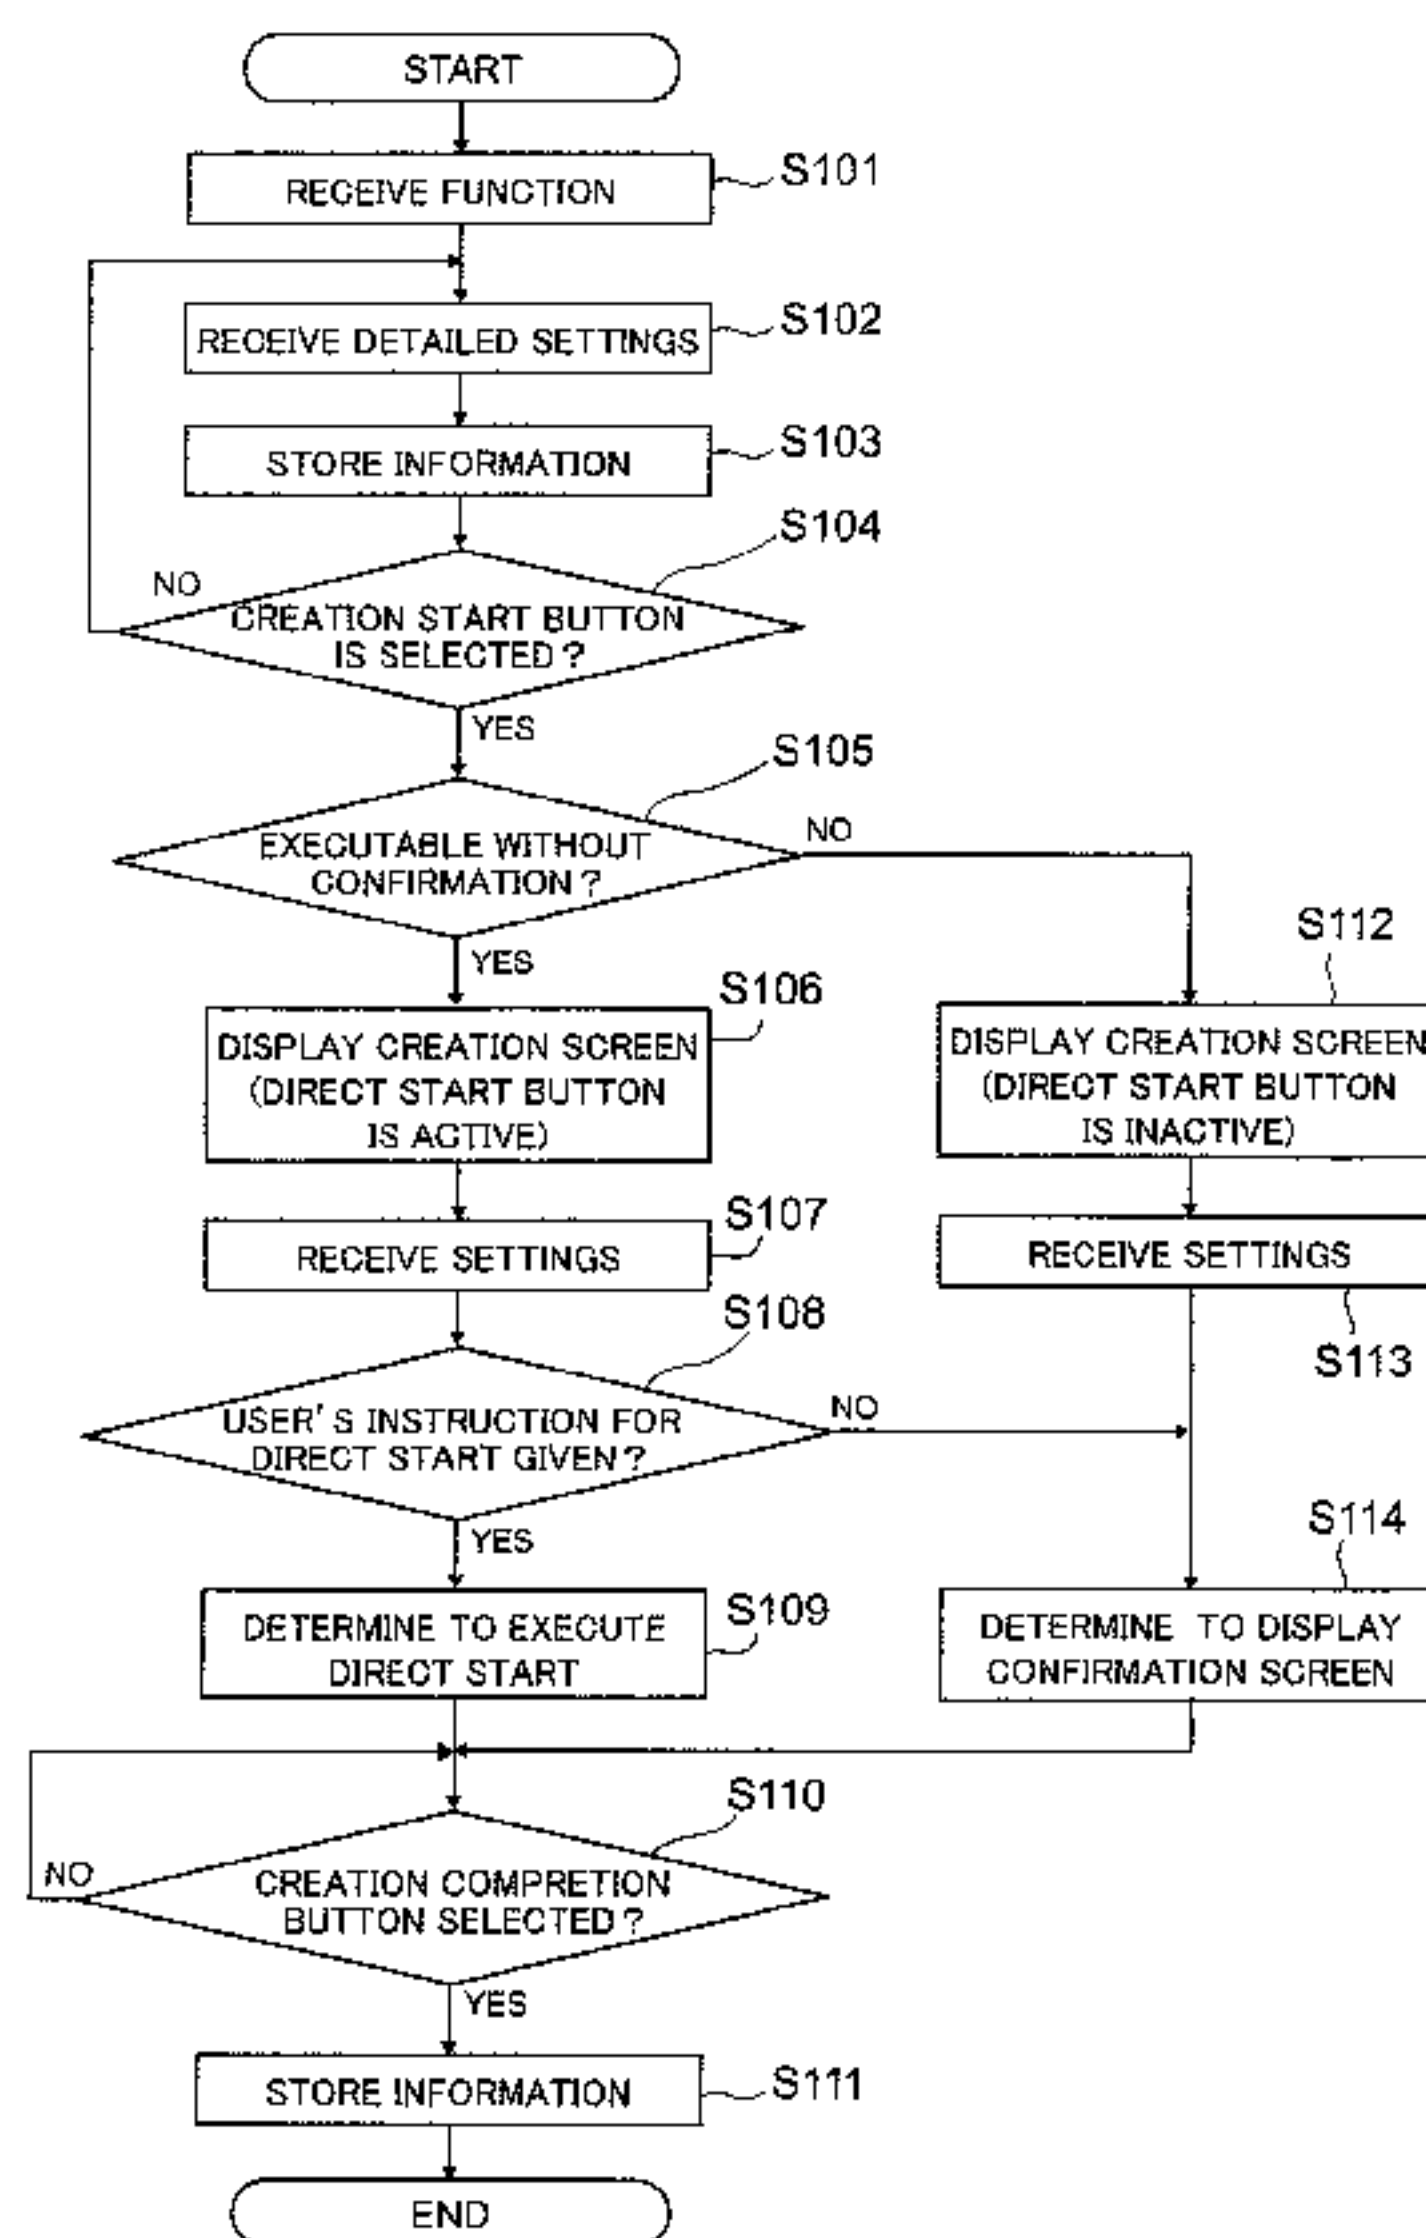 START
RECEIVE FUNCTION
S101
RECEIVE DETAILED SETTINGS
S102
STORE INFORMATION
S103
S104
NO
CREATION START BUTTON
IS SELECTED?
YES
S105
EXECUTABLE WITHOUT
CONFIRMATION?
NO
YES
S106
DISPLAY CREATION SCREEN
(DIRECT START BUTTON
IS ACTIVE)
S112
DISPLAY CREATION SCREEN
(DIRECT START BUTTON
IS INACTIVE)
S107
RECEIVE SETTINGS
RECEIVE SETTINGS
S113
S108
USER'S INSTRUCTION FOR
DIRECT START GIVEN?
NO
YES
S109
DETERMINE TO EXECUTE
DIRECT START
S114
DETERMINE TO DISPLAY
CONFIRMATION SCREEN
S110
NO
CREATION COMPRETION
BUTTON SELECTED?
YES
STORE INFORMATION
S111
END